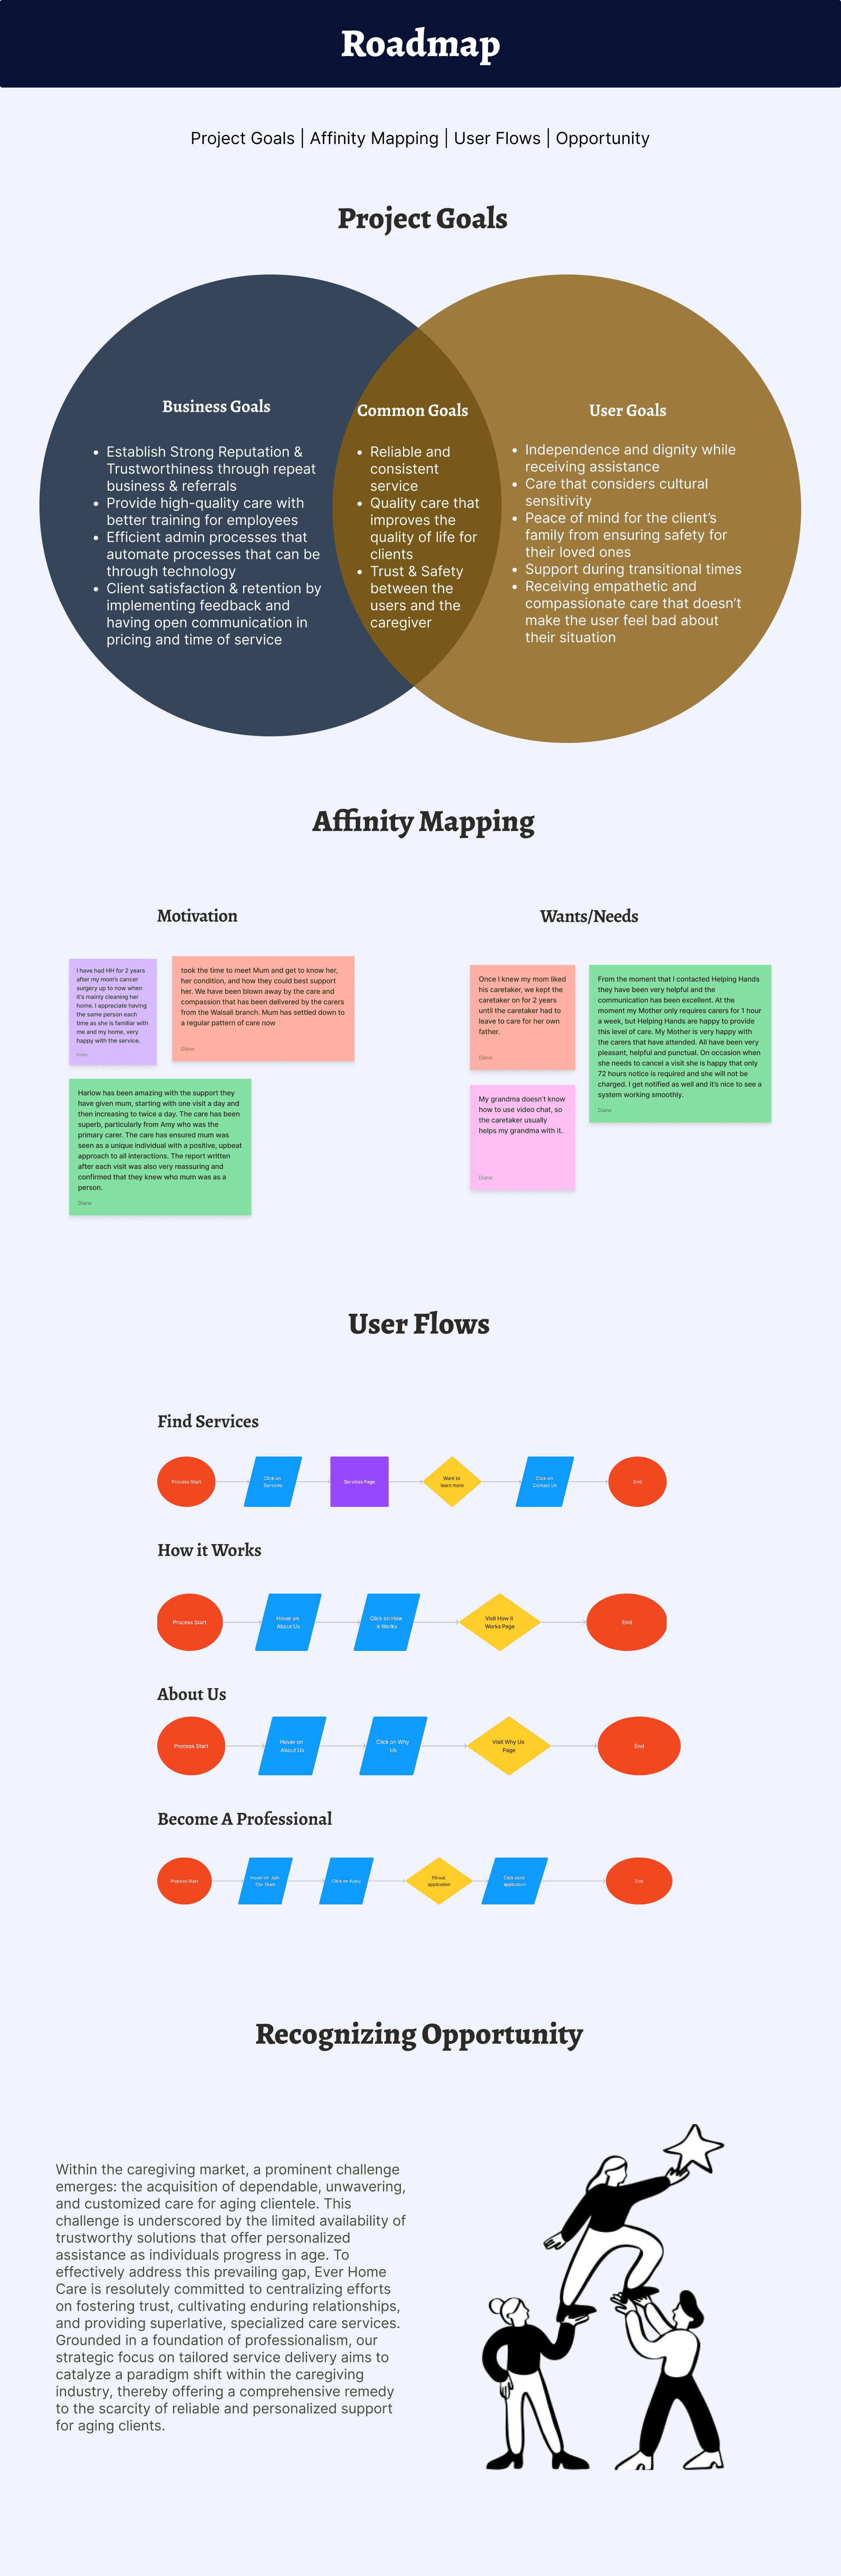 Roadmap
Project Goals | Affinity Mapping | User Flows | Opportunity
Project Goals
Business Goals
• Establish Strong Reputation &
Trustworthiness through repeat
business & referrals
• Provide high-quality care with
better training for employees
• Efficient admin processes that
automate processes that can be
through technology
• Client satisfaction & retention by
implementing feedback and
having open communication in
pricing and time of service
Common Goals
• Reliable and
consistent
service
• Quality care that
improves the
quality of life for
clients
• Trust & Safety
between the
users and the
caregiver
User Goals
• Independence and dignity while
receiving assistance
• Care that considers cultural
sensitivity
• Peace of mind for the client's
family from ensuring safety for
their loved ones
• Support during transitional times
• Receiving empathetic and
compassionate care that doesn't
make the user feel bad about
their situation
Affinity Mapping
Motivation
I have had HH for 2 years
after my mom's cancer
surgery up to now when
it's mainly cleaning her
home. I appreciate having
the same person each
time as she is familiar with
me and my home, very
happy with the service.
Diane
took the time to meet Mum and get to know her,
her condition, and how they could best support
her. We have been blown away by the care and
compassion that has been delivered by the carers
from the Walsall branch. Mum has settled down to
a regular pattern of care now
Diane
Harlow has been amazing with the support they
have given mum, starting with one visit a day and
then increasing to twice a day. The care has been
superb, particularly from Amy who was the
primary carer. The care has ensured mum was
seen as a unique individual with a positive, upbeat
approach to all interactions. The report written
after each visit was also very reassuring and
confirmed that they knew who mum was as a
person.
Diane
Wants/Needs
Once I knew my mom liked
his caretaker, we kept the
caretaker on for 2 years
until the caretaker had to
leave to care for her own
father.
Diane
From the moment that I contacted Helping Hands
they have been very helpful and the
communication has been excellent. At the
moment my Mother only requires carers for 1 hour
a week, but Helping Hands are happy to provide
this level of care. My Mother is very happy with
the carers that have attended. All have been very
pleasant, helpful and punctual. On occasion when
she needs to cancel a visit she is happy that only
72 hours notice is required and she will not be
charged. I get notified as well and it's nice to see a
system working smoothly.
Diane
My grandma doesn't know
how to use video chat, so
the caretaker usually
helps my grandma with it.
Diane
User Flows
Find Services
Process Start
Click on
Services
Services Page
Want to
learn more
Click on
Contact Us
End
How it Works
Process Start
Hover on
About Us
Click on How
it Works
Visit How it
Works Page
End
About Us
Process Start
Hover on
About Us
Click on Why
Us
Visit Why Us
Page
End
Become A Professional
Process Start
Hover on Join
Our Team
Click on Apply
Fill out
application
Click send
application
End
Recognizing Opportunity
Within the caregiving market, a prominent challenge
emerges: the acquisition of dependable, unwavering,
and customized care for aging clientele. This
challenge is underscored by the limited availability of
trustworthy solutions that offer personalized
assistance as individuals progress in age. To
effectively address this prevailing gap, Ever Home
Care is resolutely committed to centralizing efforts
on fostering trust, cultivating enduring relationships,
and providing superlative, specialized care services.
Grounded in a foundation of professionalism, our
strategic focus on tailored service delivery aims to
catalyze a paradigm shift within the caregiving
industry, thereby offering a comprehensive remedy
to the scarcity of reliable and personalized support
for aging clients.